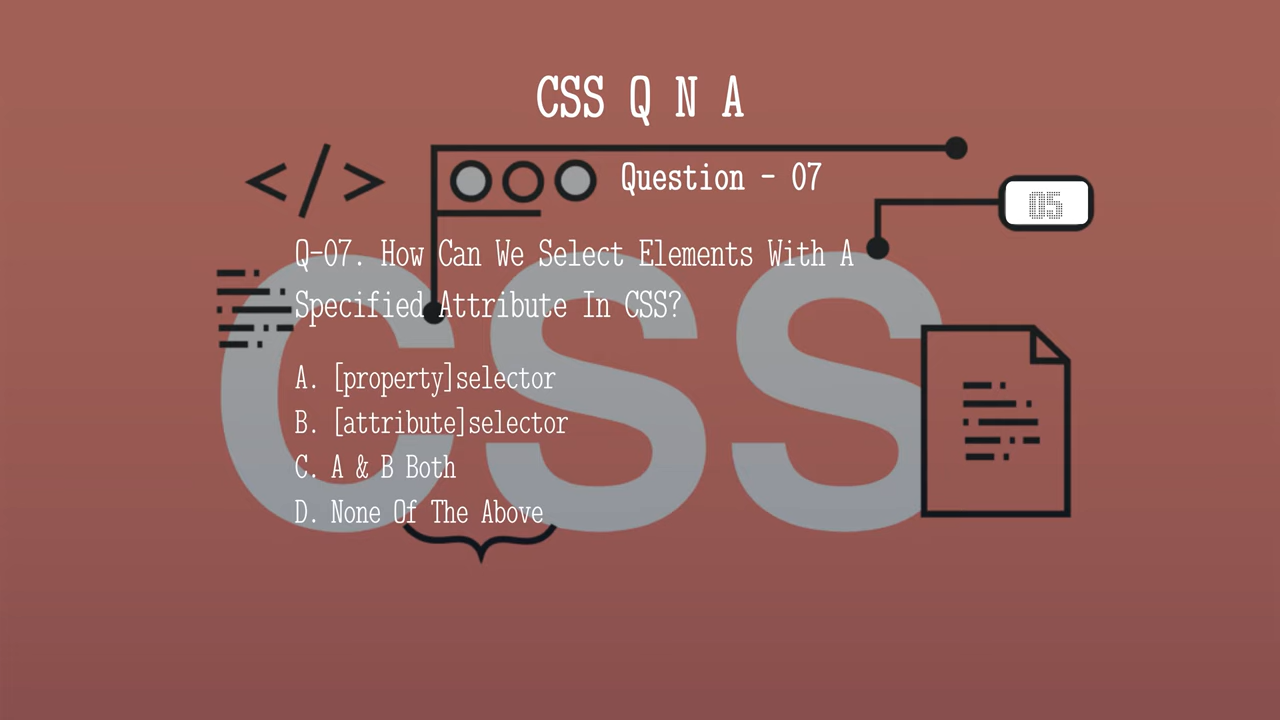 CSS Q N A
</>
Question - 07
05
Q-07. How Can We Select Elements With A
Specified Attribute In CSS?
CSS
A. [property]selector
B. [attribute]selector
C. A & B Both
D. None Of The Above